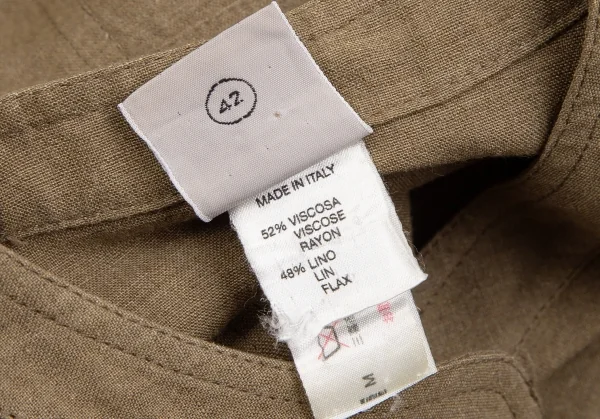 42
MADE IN ITALY
52% VISCOSA
VISCOSE
RAYON
48% LINO
LIN
FLAX
M